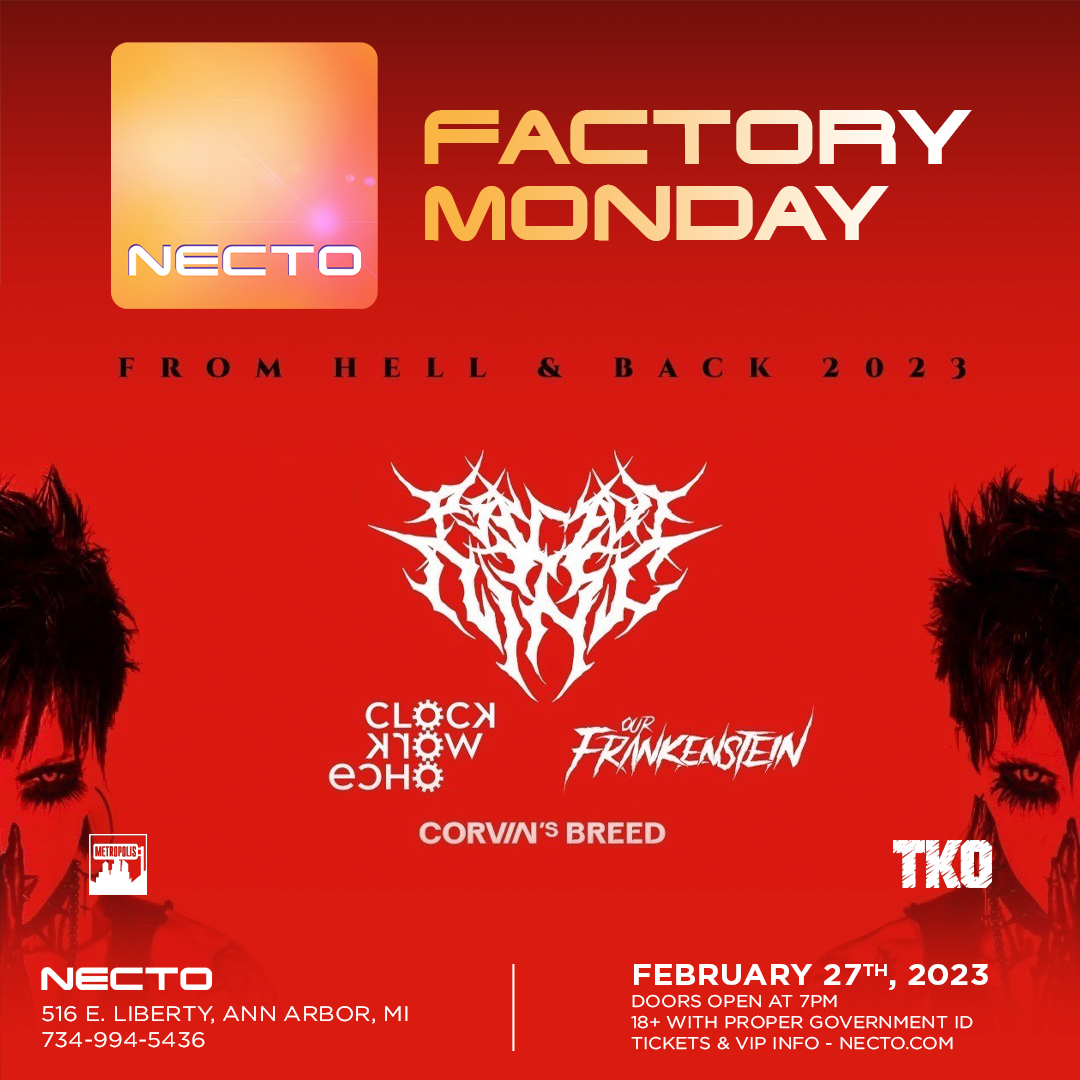 NECTO
FACTORY
MONDAY
FROM HELL & BACK 2023
CLOCK
WORK
eCHO
OUR
FRANKENSTEIN
CORVIN'S BREED
METROPOLIS
TKO
NECTO
516 E. LIBERTY, ANN ARBOR, MI
734-994-5436
FEBRUARY 27TH, 2023
DOORS OPEN AT 7PM
18+ WITH PROPER GOVERNMENT ID
TICKETS & VIP INFO - NECTO.COM